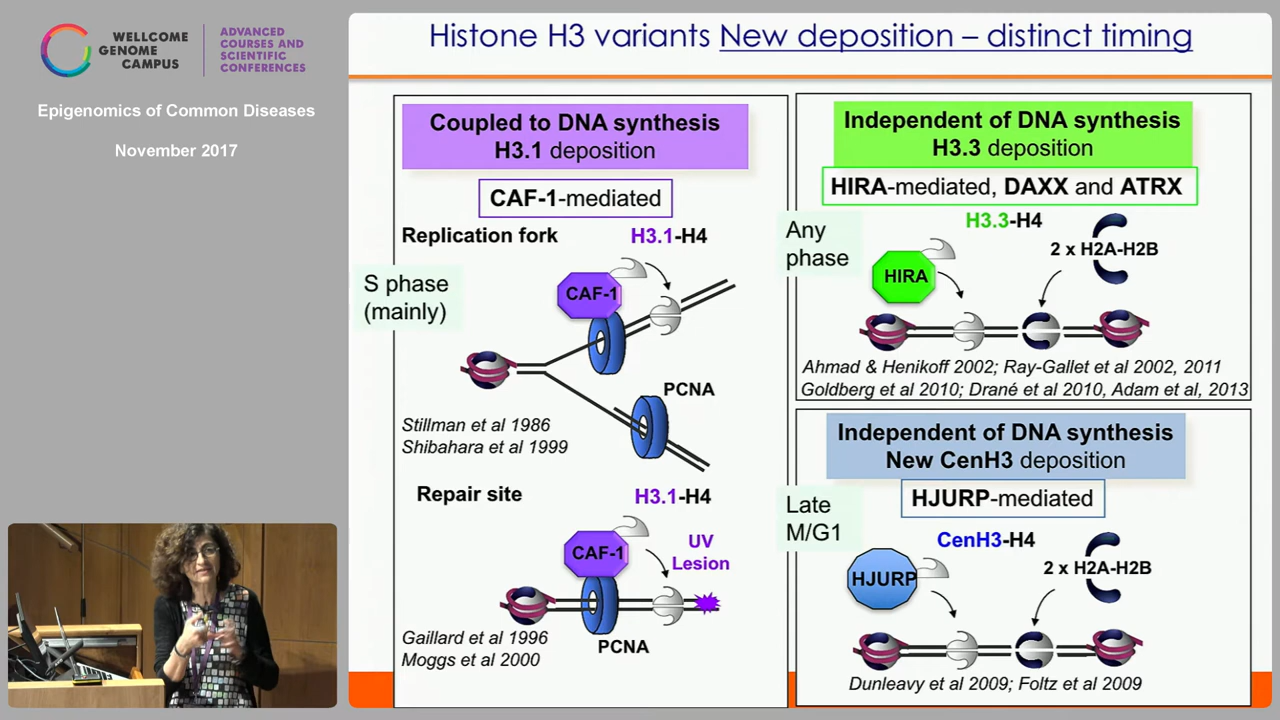 WELLCOME
GENOME
CAMPUS
ADVANCED
COURSES AND
SCIENTIFIC
CONFERENCES
Epigenomics of Common Diseases
November 2017
Histone H3 variants New deposition – distinct timing
Coupled to DNA synthesis
H3.1 deposition
CAF-1-mediated
Replication fork
H3.1-H4
S phase
(mainly)
CAF-1
PCNA
Stillman et al 1986
Shibahara et al 1999
Repair site
H3.1-H4
CAF-1
UV
Lesion
Gaillard et al 1996
Moggs et al 2000
PCNA
Independent of DNA synthesis
H3.3 deposition
HIRA-mediated, DAXX and ATRX
Any
phase
H3.3-H4
2 x H2A-H2B
HIRA
Ahmad & Henikoff 2002; Ray-Gallet et al 2002, 2011
Goldberg et al 2010; Drané et al 2010, Adam et al, 2013
Independent of DNA synthesis
New CenH3 deposition
HJURP-mediated
Late
M/G1
CenH3-H4
2 x H2A-H2B
HJURP
Dunleavy et al 2009; Foltz et al 2009